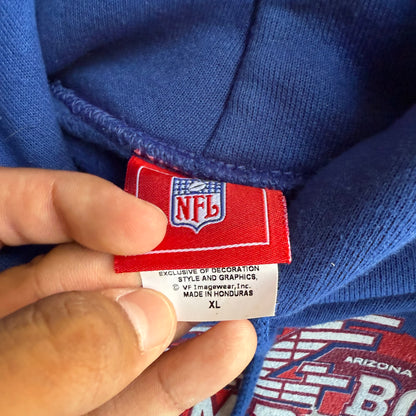 NFL
EXCLUSIVE OF DECORATION
STYLE AND GRAPHICS.
© VF Imagewear, Inc.
MADE IN HONDURAS
XL
ARIZONA